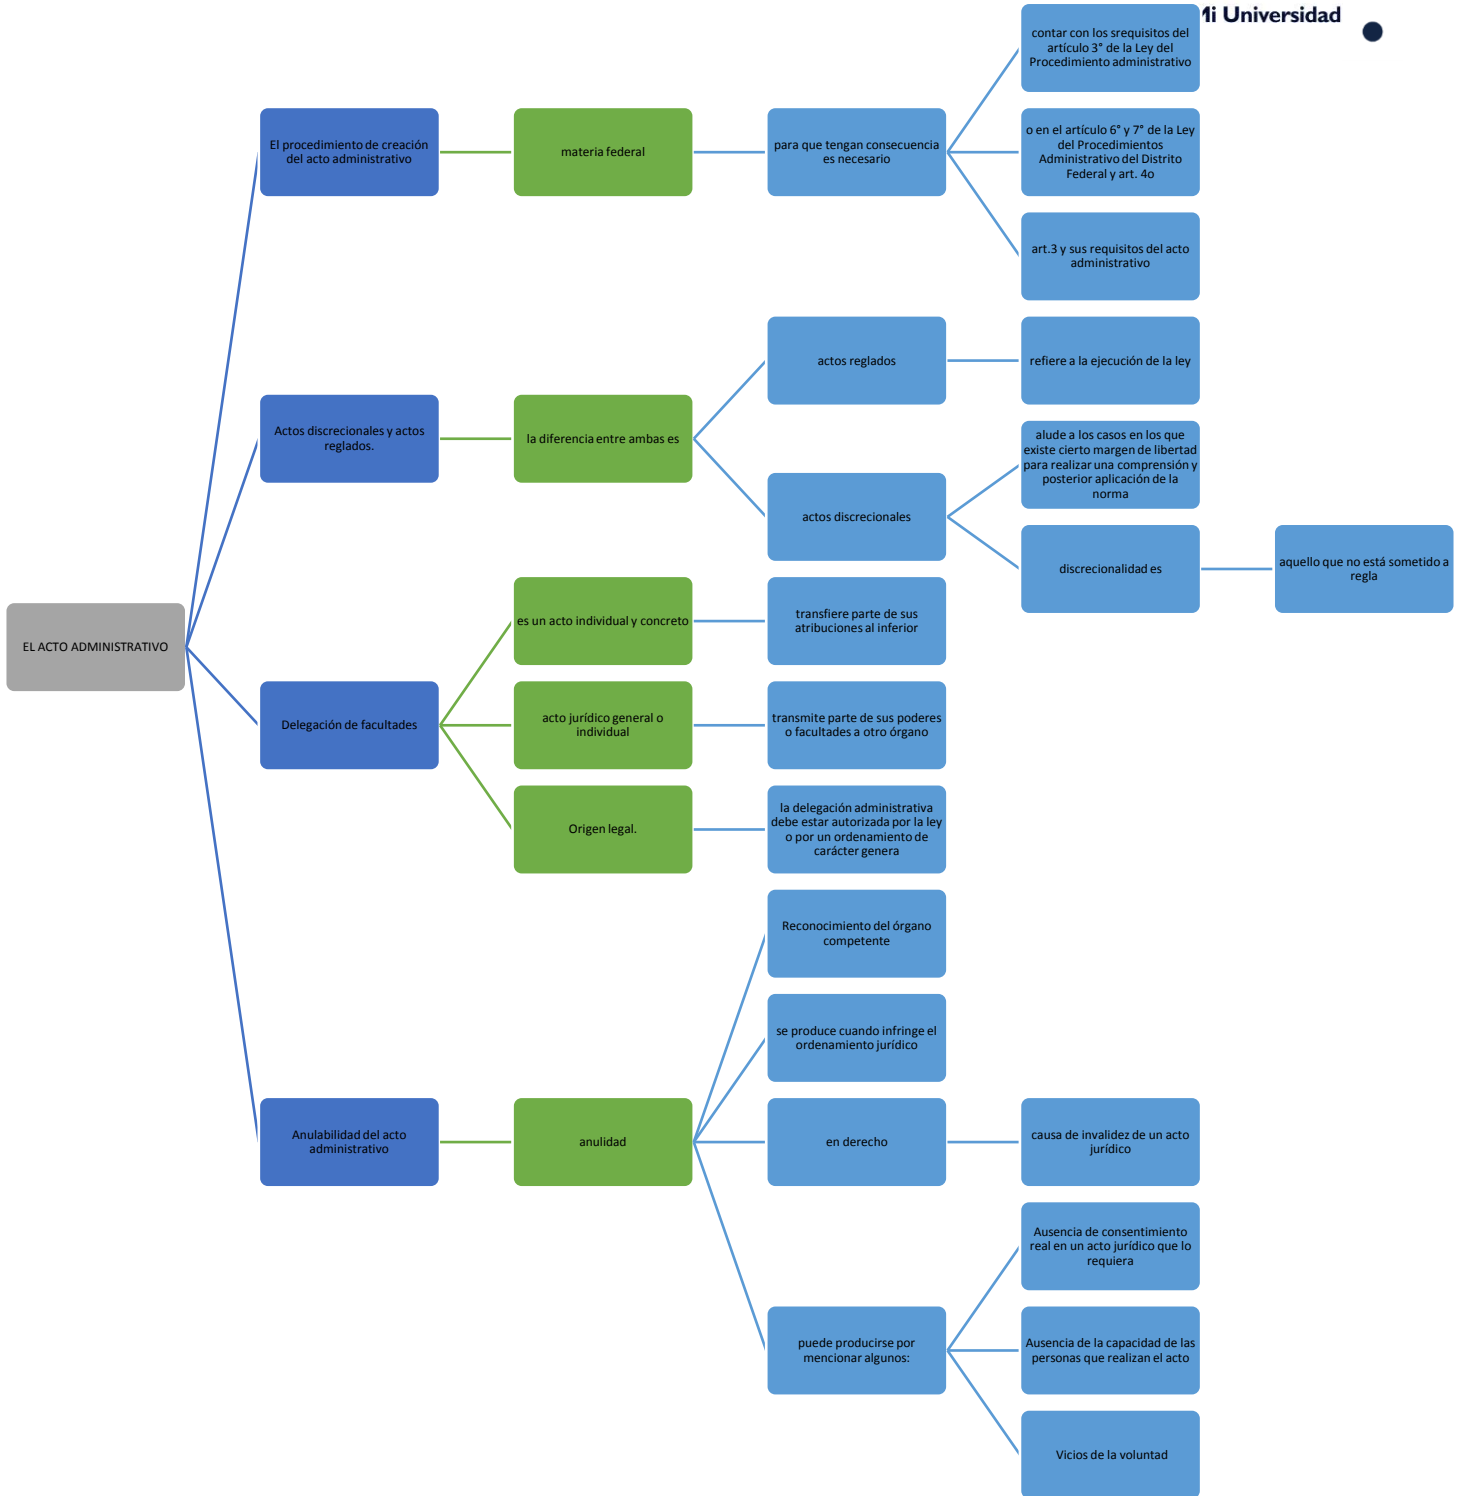 Mi Universidad
contar con los srequisitos del
artículo 3° de la Ley del
Procedimiento administrativo
El procedimiento de creación
del acto administrativo
materia federal
para que tengan consecuencia
es necesario
o en el artículo 6° y 7° de la Ley
del Procedimientos
Administrativo del Distrito
Federal y art. 4o
art.3 y sus requisitos del acto
administrativo
actos reglados
refiere a la ejecución de la ley
Actos discrecionales y actos
reglados.
la diferencia entre ambas es
alude a los casos en los que
existe cierto margen de libertad
para realizar una comprensión y
posterior aplicación de la
norma
actos discrecionales
discrecionalidad es
aquello que no está sometido a
regla
EL ACTO ADMINISTRATIVO
es un acto individual y concreto
transfiere parte de sus
atribuciones al inferior
Delegación de facultades
acto jurídico general o
individual
transmite parte de sus poderes
o facultades a otro órgano
Origen legal.
la delegación administrativa
debe estar autorizada por la ley
o por un ordenamiento de
carácter genera
Reconocimiento del órgano
competente
se produce cuando infringe el
ordenamiento jurídico
Anulabilidad del acto
administrativo
anulidad
en derecho
causa de invalidez de un acto
jurídico
Ausencia de consentimiento
real en un acto jurídico que lo
requiera
puede producirse por
mencionar algunos:
Ausencia de la capacidad de las
personas que realizan el acto
Vicios de la voluntad